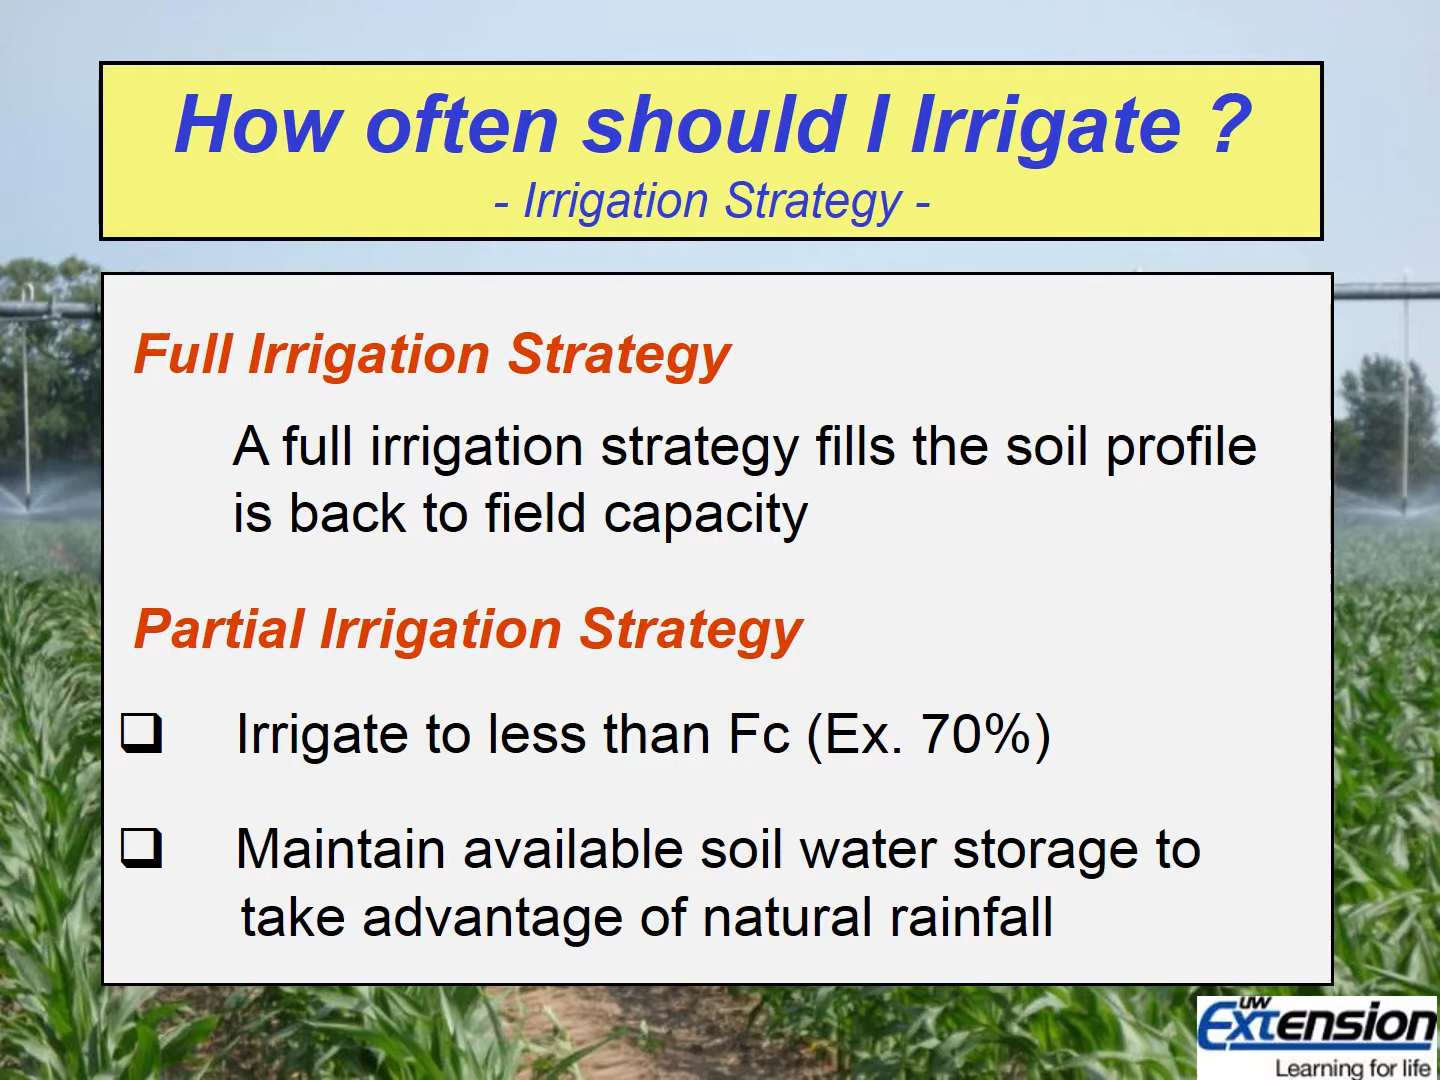 How often should I Irrigate ?
- Irrigation Strategy -
Full Irrigation Strategy
A full irrigation strategy fills the soil profile
is back to field capacity
Partial Irrigation Strategy
❑ Irrigate to less than Fc (Ex. 70%)
❑ Maintain available soil water storage to
take advantage of natural rainfall
UW
Extension
Learning for life